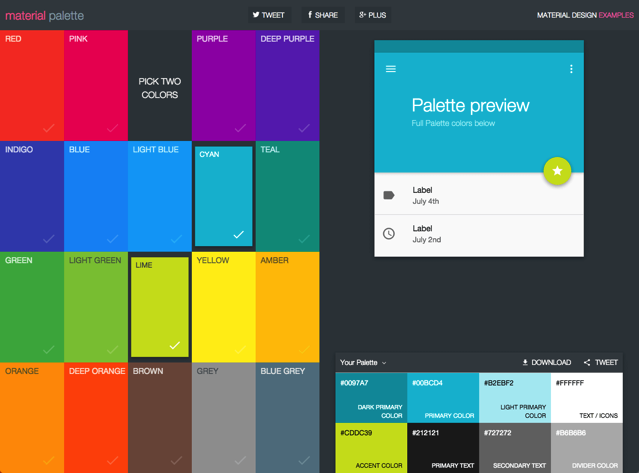 material palette
TWEET
SHARE
PLUS
MATERIAL DESIGN EXAMPLES
RED
PINK
PICK TWO
COLORS
PURPLE
DEEP PURPLE
INDIGO
BLUE
LIGHT BLUE
CYAN
TEAL
GREEN
LIGHT GREEN
LIME
YELLOW
AMBER
ORANGE
DEEP ORANGE
BROWN
GREY
BLUE GREY
Palette preview
Full Palette colors below
Label
July 4th
Label
July 2nd
Your Palette
DOWNLOAD
TWEET
#0097A7
DARK PRIMARY
COLOR
#00BCD4
PRIMARY COLOR
#B2EBF2
LIGHT PRIMARY
COLOR
#FFFFFF
TEXT / ICONS
#CDDC39
ACCENT COLOR
#212121
PRIMARY TEXT
#727272
SECONDARY TEXT
#B6B6B6
DIVIDER COLOR